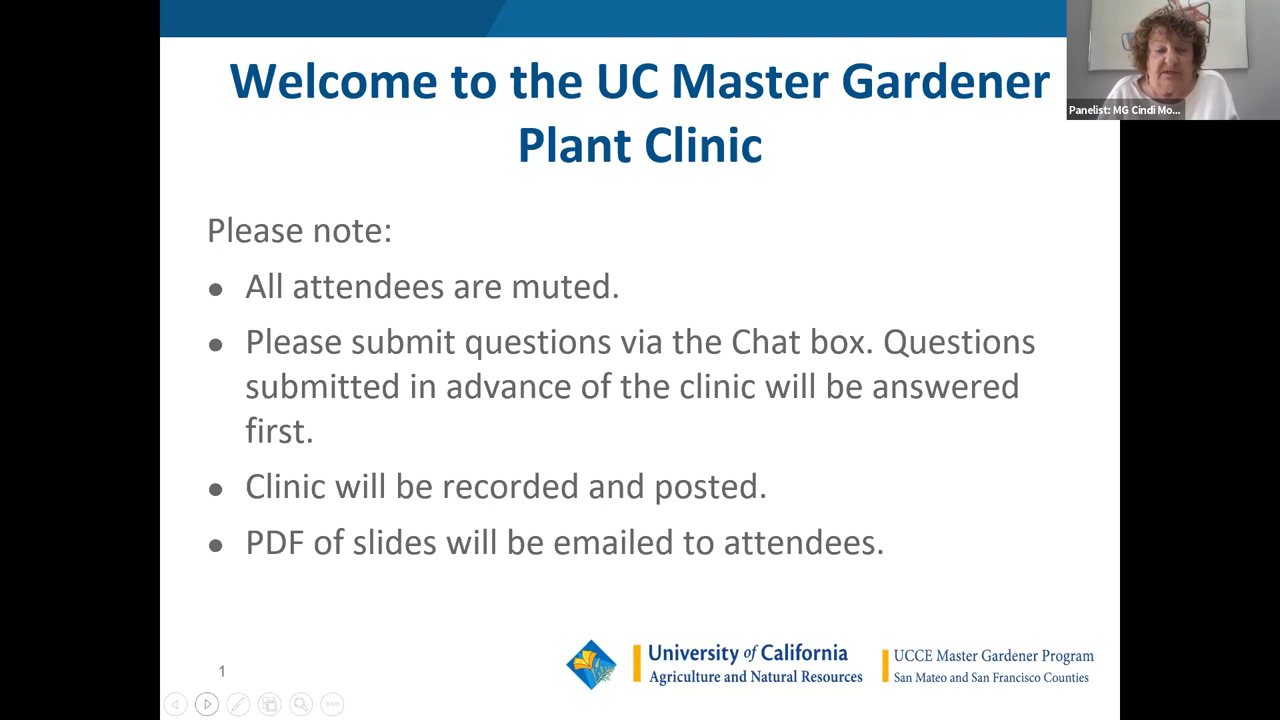 Welcome to the UC Master Gardener
Plant Clinic
Panelist: MG Cindi Mo...
Please note:
● All attendees are muted.
● Please submit questions via the Chat box. Questions
submitted in advance of the clinic will be answered
first.
● Clinic will be recorded and posted.
● PDF of slides will be emailed to attendees.
1
University of California
Agriculture and Natural Resources
UCCE Master Gardener Program
San Mateo and San Francisco Counties